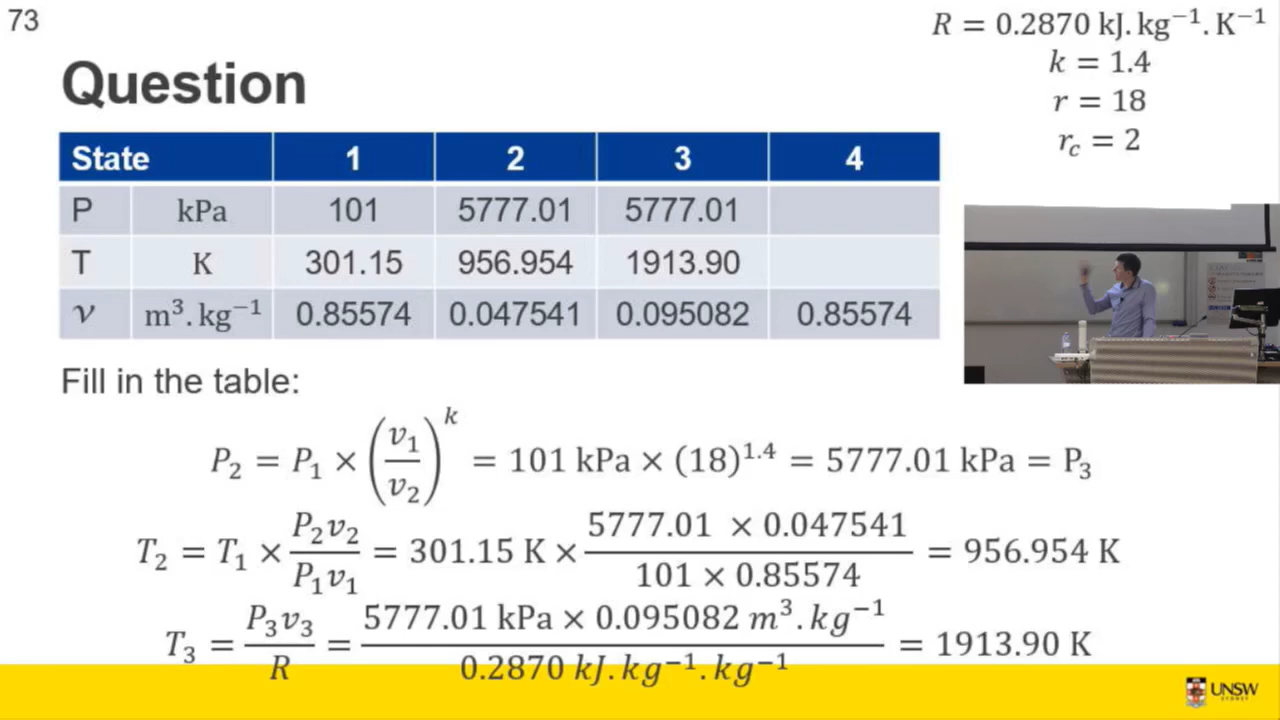 73
R = 0.2870 kJ.kg⁻¹.K⁻¹
k = 1.4
r = 18
r_c = 2
Question
State 1 2 3 4
P kPa 101 5777.01 5777.01
T K 301.15 956.954 1913.90
ν m³.kg⁻¹ 0.85574 0.047541 0.095082 0.85574
Fill in the table:
P₂ = P₁ × (v₁/v₂)^k = 101 kPa × (18)^1.4 = 5777.01 kPa = P₃
T₂ = T₁ × P₂v₂/P₁v₁ = 301.15 K × 5777.01 × 0.047541/101 × 0.85574 = 956.954 K
T₃ = P₃v₃/R = 5777.01 kPa × 0.095082 m³.kg⁻¹/0.2870 kJ.kg⁻¹.kg⁻¹ = 1913.90 K
UNSW
SYDNEY